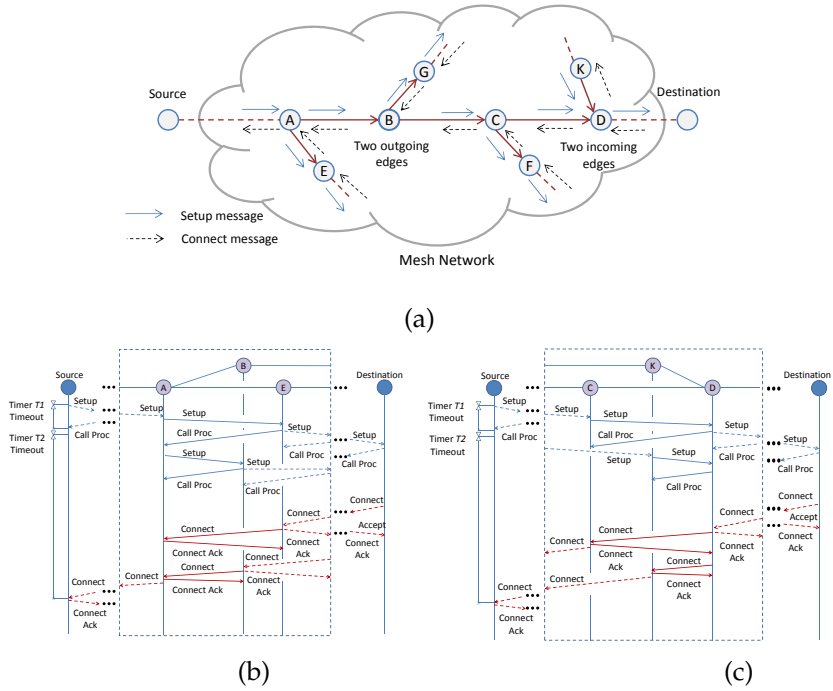 Source
Destination
G
K
A
B
C
D
Two outgoing
edges
Two incoming
edges
E
F
Setup message
Connect message
Mesh Network
(a)
Source
B
Destination
A
E
Timer T1
Timeout
Setup
Setup
Setup
Timer T2
Timeout
Call Proc
Call Proc
Call Proc
Setup
Setup
Setup
Call Proc
Call Proc
Call Proc
Connect
Connect
Connect
Accept
Connect Ack
Connect
Ack
Connect
Ack
Connect
Connect
Connect
Connect
Connect Ack
Connect
Ack
Connect
Ack
(b)
Source
K
Destination
C
D
Timer T1
Timeout
Setup
Setup
Setup
Timer T2
Timeout
Call Proc
Call Proc
Setup
Setup
Call Proc
Setup
Setup
Call Proc
Call Proc
Connect
Connect
Connect
Accept
Connect
Connect
Ack
Connect
Ack
Connect
Ack
Connect
Connect
Connect
Connect
Ack
Connect
Ack
(c)